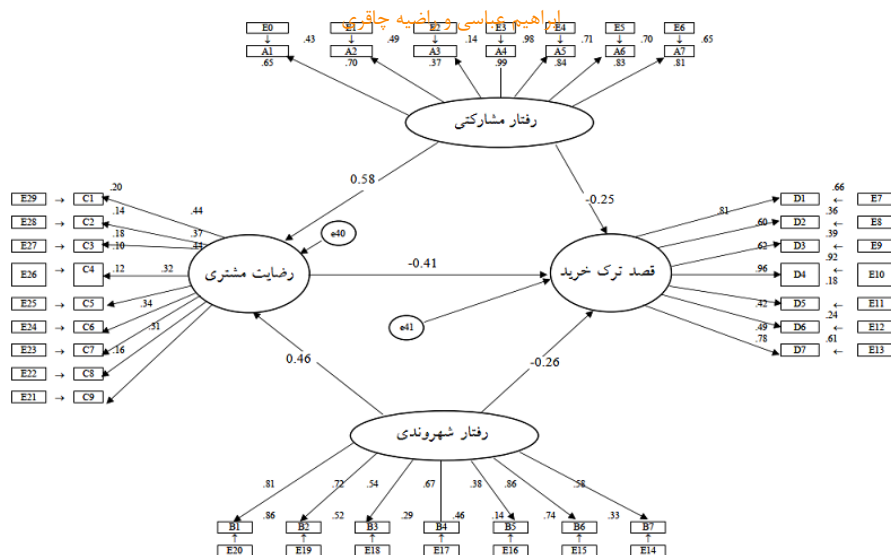 ابراهیم عباسی و راضیه چاقری
E0 E1 E2 E3 E4 E5 E6
.43 .49 .14 .98 .71 .70 .65
A1 A2 A3 A4 A5 A6 A7
.65 .70 .37 .99 .84 .83 .81
رفتار مشارکتی
0.58
-0.25
E29 C1 .20
E28 C2 .14 .44
E27 C3 .18 .37
.10 .44
E26 C4 .12 .32
E25 C5 .34
E24 C6 .31
E23 C7 .16
E22 C8
E21 C9
رضایت مشتری
e40
-0.41
e41
قصد ترک خرید
.81 D1 .66 E7
.60 D2 .36 E8
.62 D3 .39 E9
.96 D4 .92 E10
.18
.42 D5 E11
.49 D6 .24 E12
.78 D7 .61 E13
0.46
-0.26
رفتار شهروندی
.81 .72 .54 .67 .38 .86 .58
.86 .52 .29 .46 .14 .74 .33
B1 B2 B3 B4 B5 B6 B7
E20 E19 E18 E17 E16 E15 E14